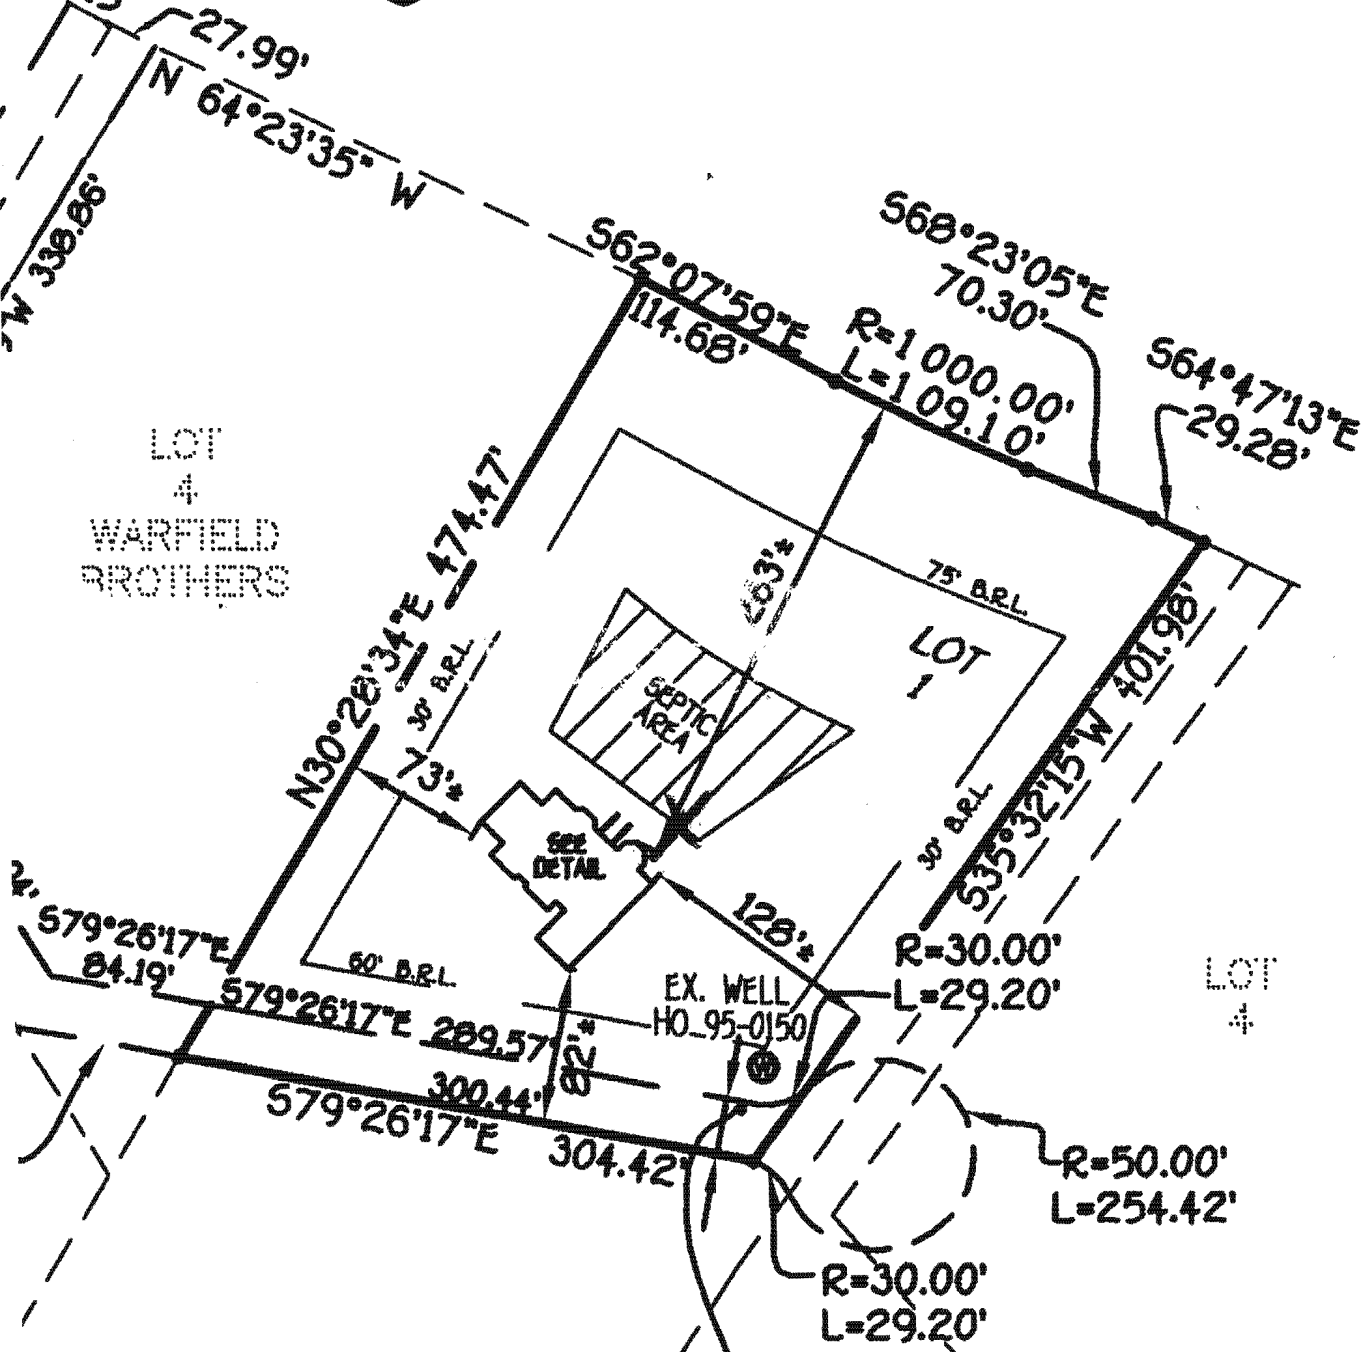 27.99'
N 64°23'35" W
338.86'
S62°07'59"E
114.68'
R=1000.00'
L=109.10'
S68°23'05"E
70.30'
S64°47'13"E
29.28'
LOT
4
WARFIELD
BROTHERS
N30°28'34"E 474.47'
30' B.R.L.
73'±
75' B.R.L.
LOT
1
SEPTIC
AREA
SEE
DETAIL
S35°32'15"W 401.98'
30' B.R.L.
128'±
60' B.R.L.
S79°26'17"E
84.19'
S79°26'17"E 289.57'
EX. WELL
HO_95-0150
W
82'±
R=30.00'
L=29.20'
LOT
4
300.44'
S79°26'17"E
304.42'
R=50.00'
L=254.42'
R=30.00'
L=29.20'